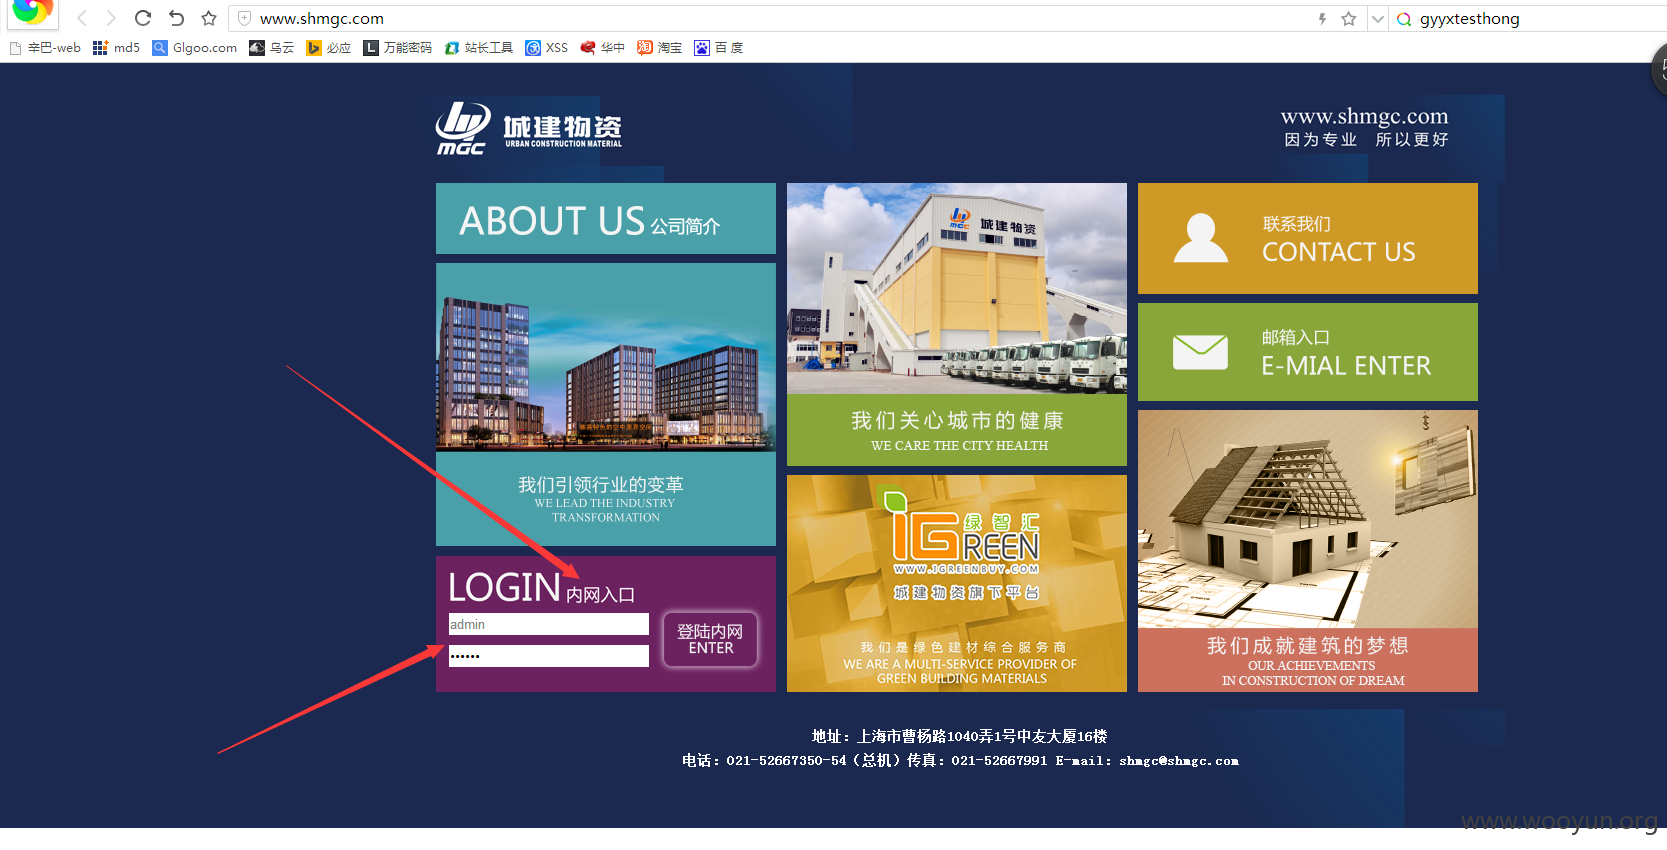 www.shmgc.com
gyyxtesthong
辛巴-web
md5
Glgoo.com
乌云
必应
万能密码
站长工具
XSS
华中
淘宝
百度
MGC
城建物资
URBAN CONSTRUCTION MATERIAL
www.shmgc.com
因为专业 所以更好
ABOUT US 公司简介
城建物资
联系我们
CONTACT US
邮箱入口
E-MIAL ENTER
我们关心城市的健康
WE CARE THE CITY HEALTH
我们引领行业的变革
WE LEAD THE INDUSTRY
TRANSFORMATION
LOGIN 内网入口
admin
••••••
登陆内网
ENTER
绿智汇
iGREEN
WWW.IGREENBUY.COM
城建物资旗下平台
我们是绿色建材综合服务商
WE ARE A MULTI-SERVICE PROVIDER OF
GREEN BUILDING MATERIALS
我们成就建筑的梦想
OUR ACHIEVEMENTS
IN CONSTRUCTION OF DREAM
地址：上海市曹杨路1040弄1号中友大厦16楼
电话：021-52667350-54（总机）传真：021-52667991 E-mail：shmgc@shmgc.com
www.wooyun.org